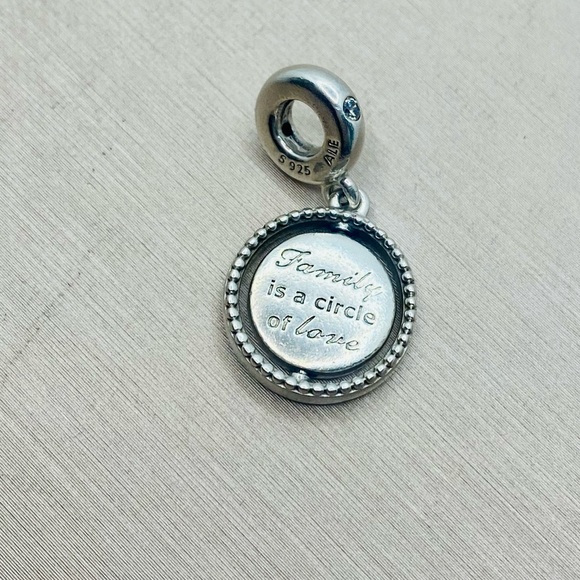 S 925 ALE
Family
is a circle
of love